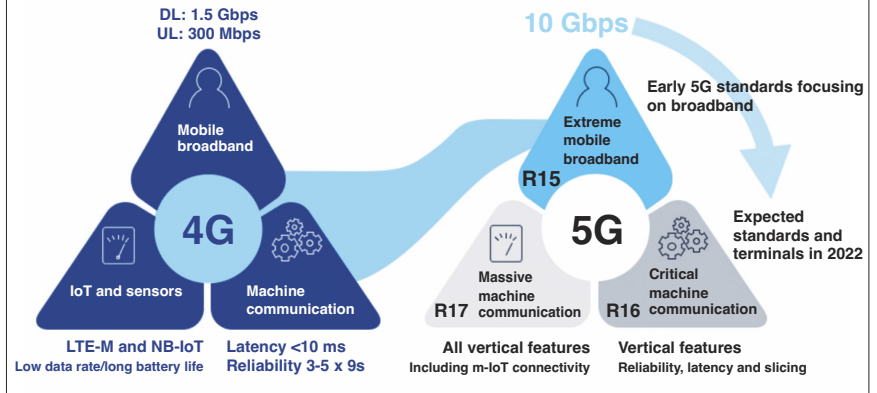 DL: 1.5 Gbps
UL: 300 Mbps
Mobile
broadband
4G
IoT and sensors
Machine
communication
LTE-M and NB-IoT
Low data rate/long battery life
Latency <10 ms
Reliability 3-5 x 9s
10 Gbps
Early 5G standards focusing
on broadband
Extreme
mobile
broadband
R15
5G
Expected
standards and
terminals in 2022
Massive
machine
communication
R17
Critical
machine
communication
R16
All vertical features
Including m-IoT connectivity
Vertical features
Reliability, latency and slicing